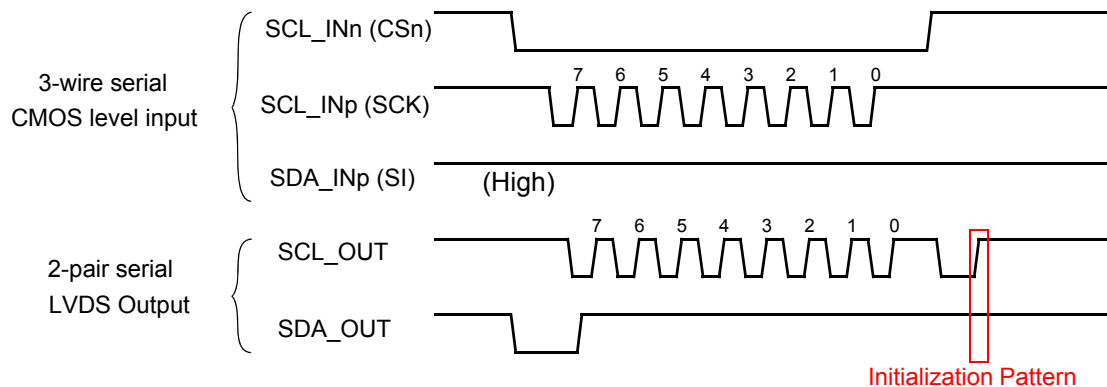 SCL_INn (CSn)
3-wire serial
CMOS level input
7 6 5 4 3 2 1 0
SCL_INp (SCK)
SDA_INp (SI)
(High)
7 6 5 4 3 2 1 0
SCL_OUT
2-pair serial
LVDS Output
SDA_OUT
Initialization Pattern